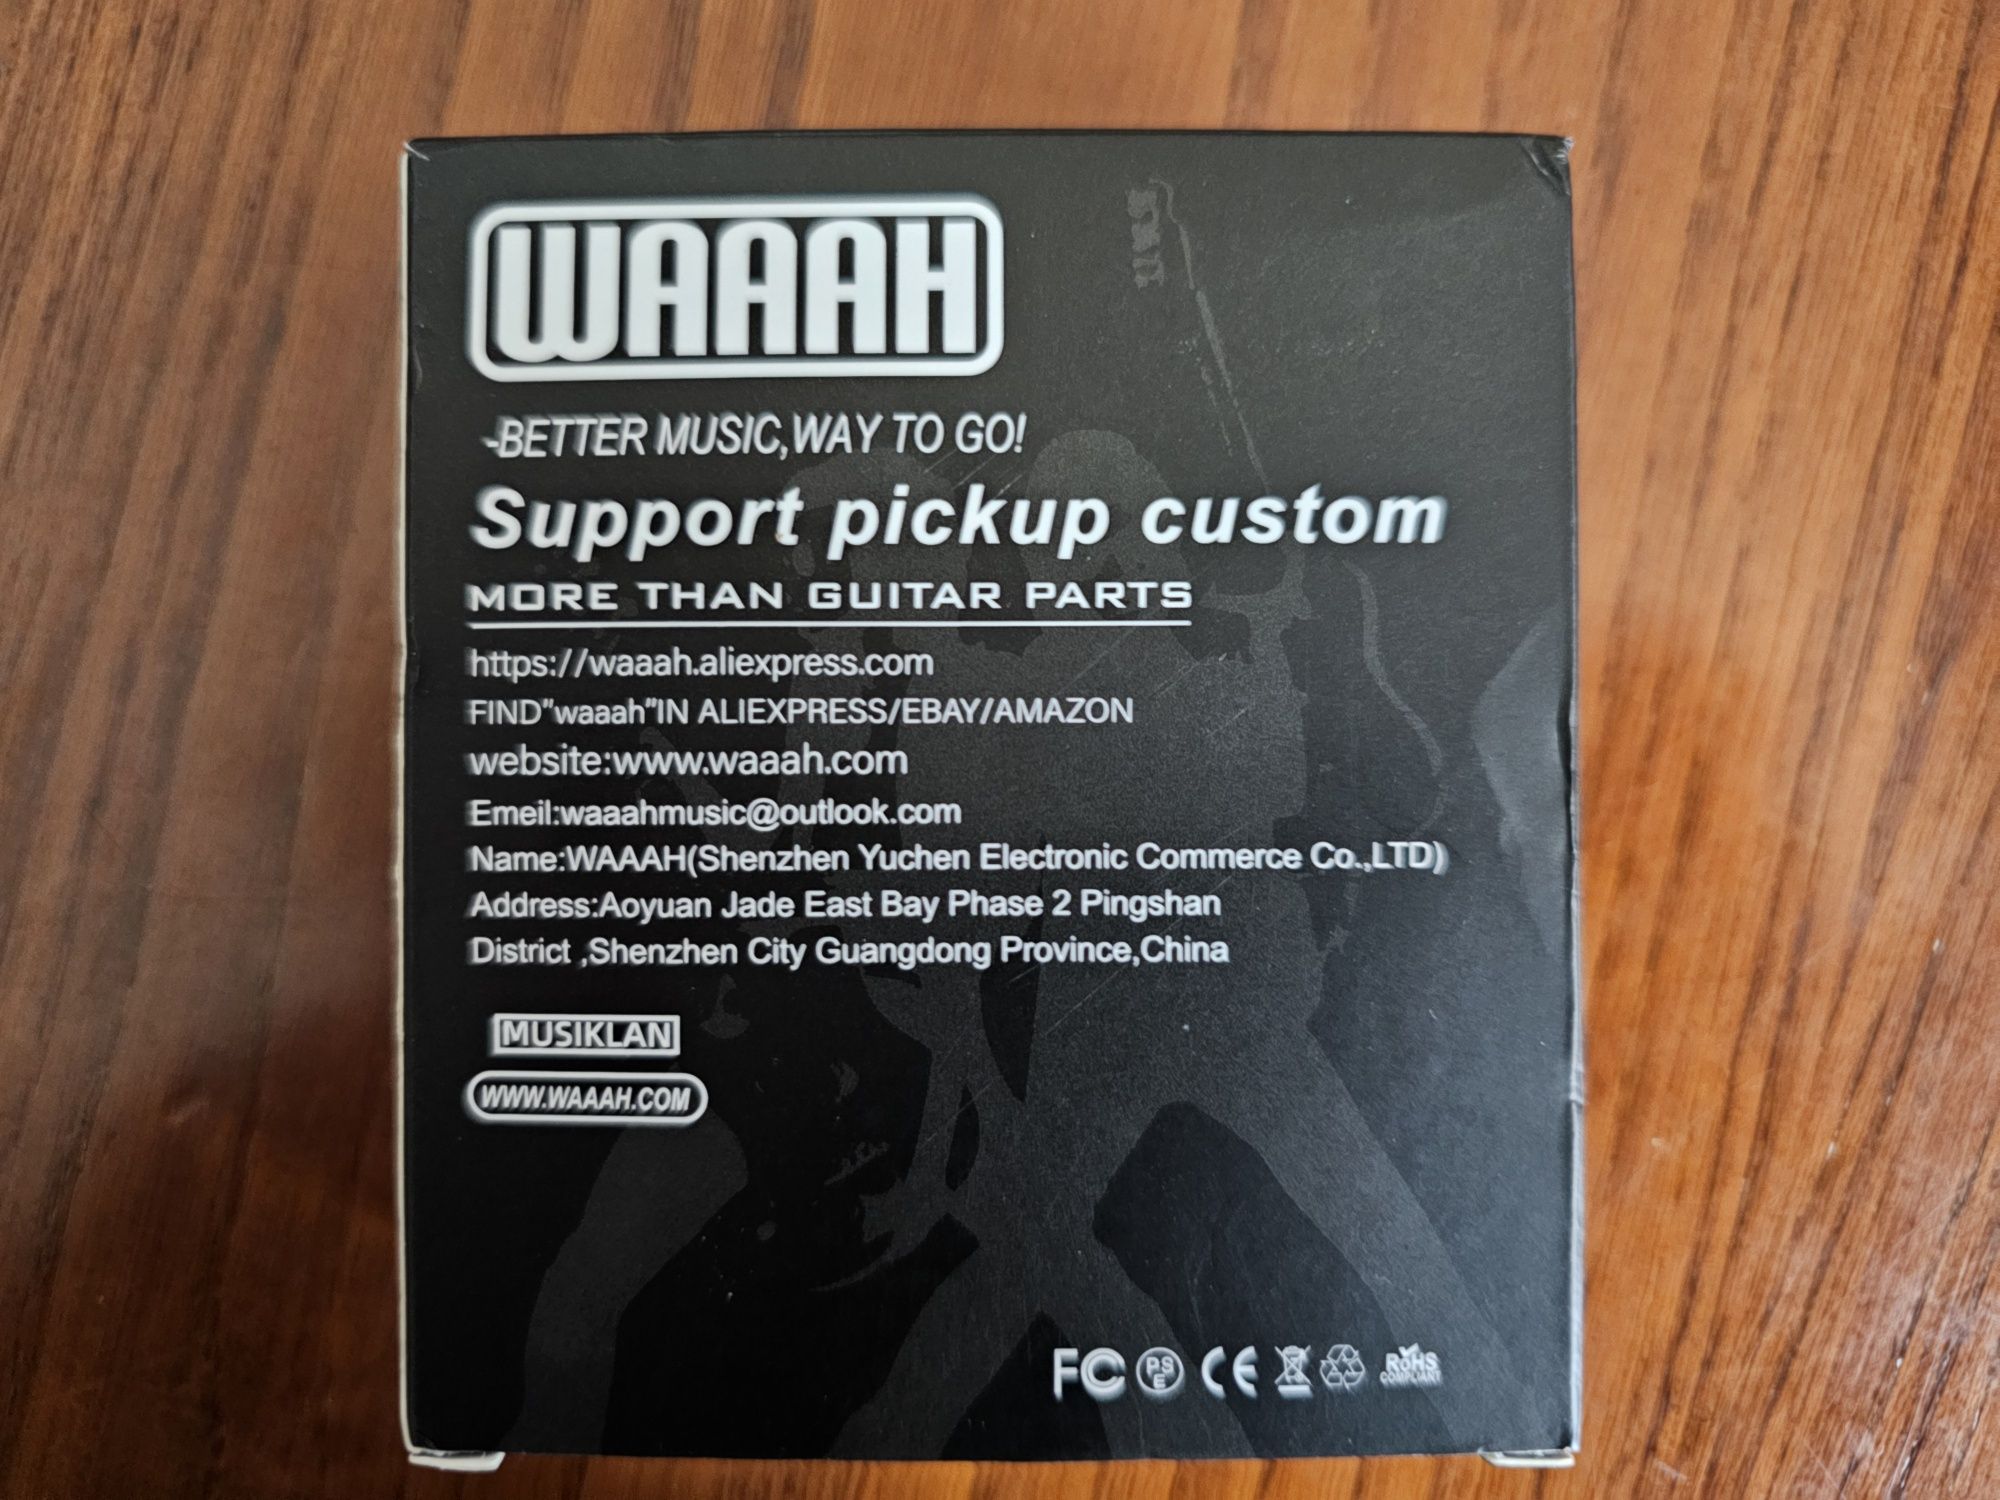 WAAAH
-BETTER MUSIC,WAY TO GO!
Support pickup custom
MORE THAN GUITAR PARTS
https://waaah.aliexpress.com
FIND"waaah"IN ALIEXPRESS/EBAY/AMAZON
website:www.waaah.com
Emeil:waaahmusic@outlook.com
Name:WAAAH(Shenzhen Yuchen Electronic Commerce Co.,LTD)
Address:Aoyuan Jade East Bay Phase 2 Pingshan
District ,Shenzhen City Guangdong Province,China
MUSIKLAN
WWW.WAAAH.COM
FC PSE CE RoHS
COMPLIANT